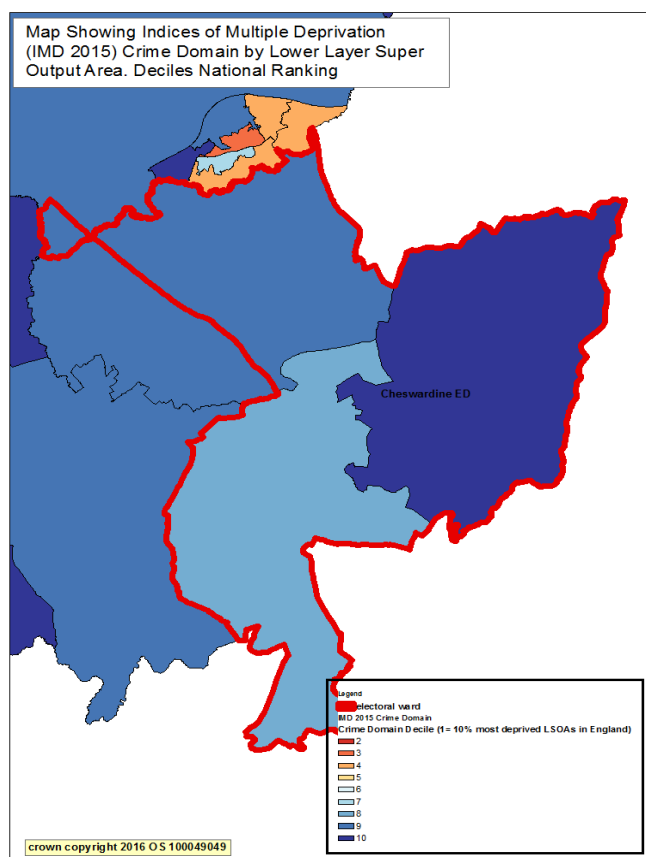 Map Showing Indices of Multiple Deprivation
(IMD 2015) Crime Domain by Lower Layer Super
Output Area. Deciles National Ranking
Cheswardine ED
Legend
electoral ward
IMD 2015 Crime Domain
Crime Domain Decile (1= 10% most deprived LSOAs in England)
2
3
4
5
6
7
8
9
10
crown copyright 2016 OS 100049049